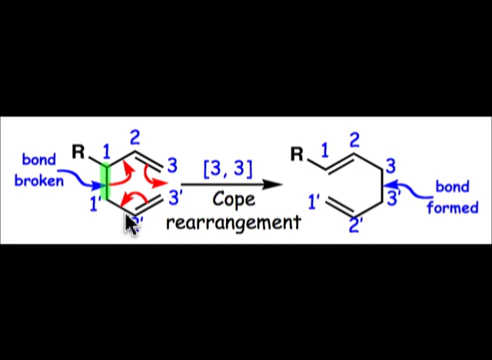 bond
broken
R
1
2
3
1'
2'
3'
[3, 3]
Cope
rearrangement
R
1
2
3
1'
2'
3'
bond
formed